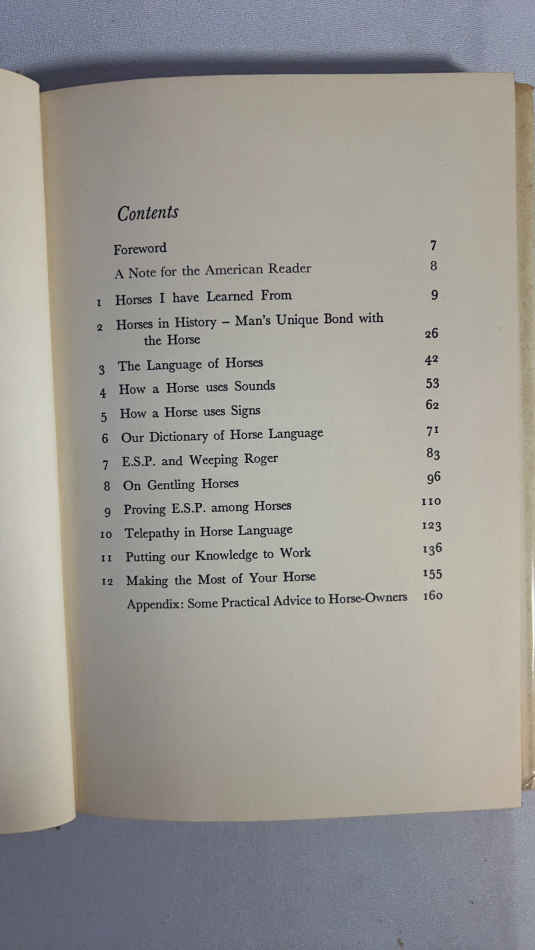 Contents
Foreword 7
A Note for the American Reader 8
1 Horses I have Learned From 9
2 Horses in History – Man's Unique Bond with
the Horse 26
3 The Language of Horses 42
4 How a Horse uses Sounds 53
5 How a Horse uses Signs 62
6 Our Dictionary of Horse Language 71
7 E.S.P. and Weeping Roger 83
8 On Gentling Horses 96
9 Proving E.S.P. among Horses 110
10 Telepathy in Horse Language 123
11 Putting our Knowledge to Work 136
12 Making the Most of Your Horse 155
Appendix: Some Practical Advice to Horse-Owners 160